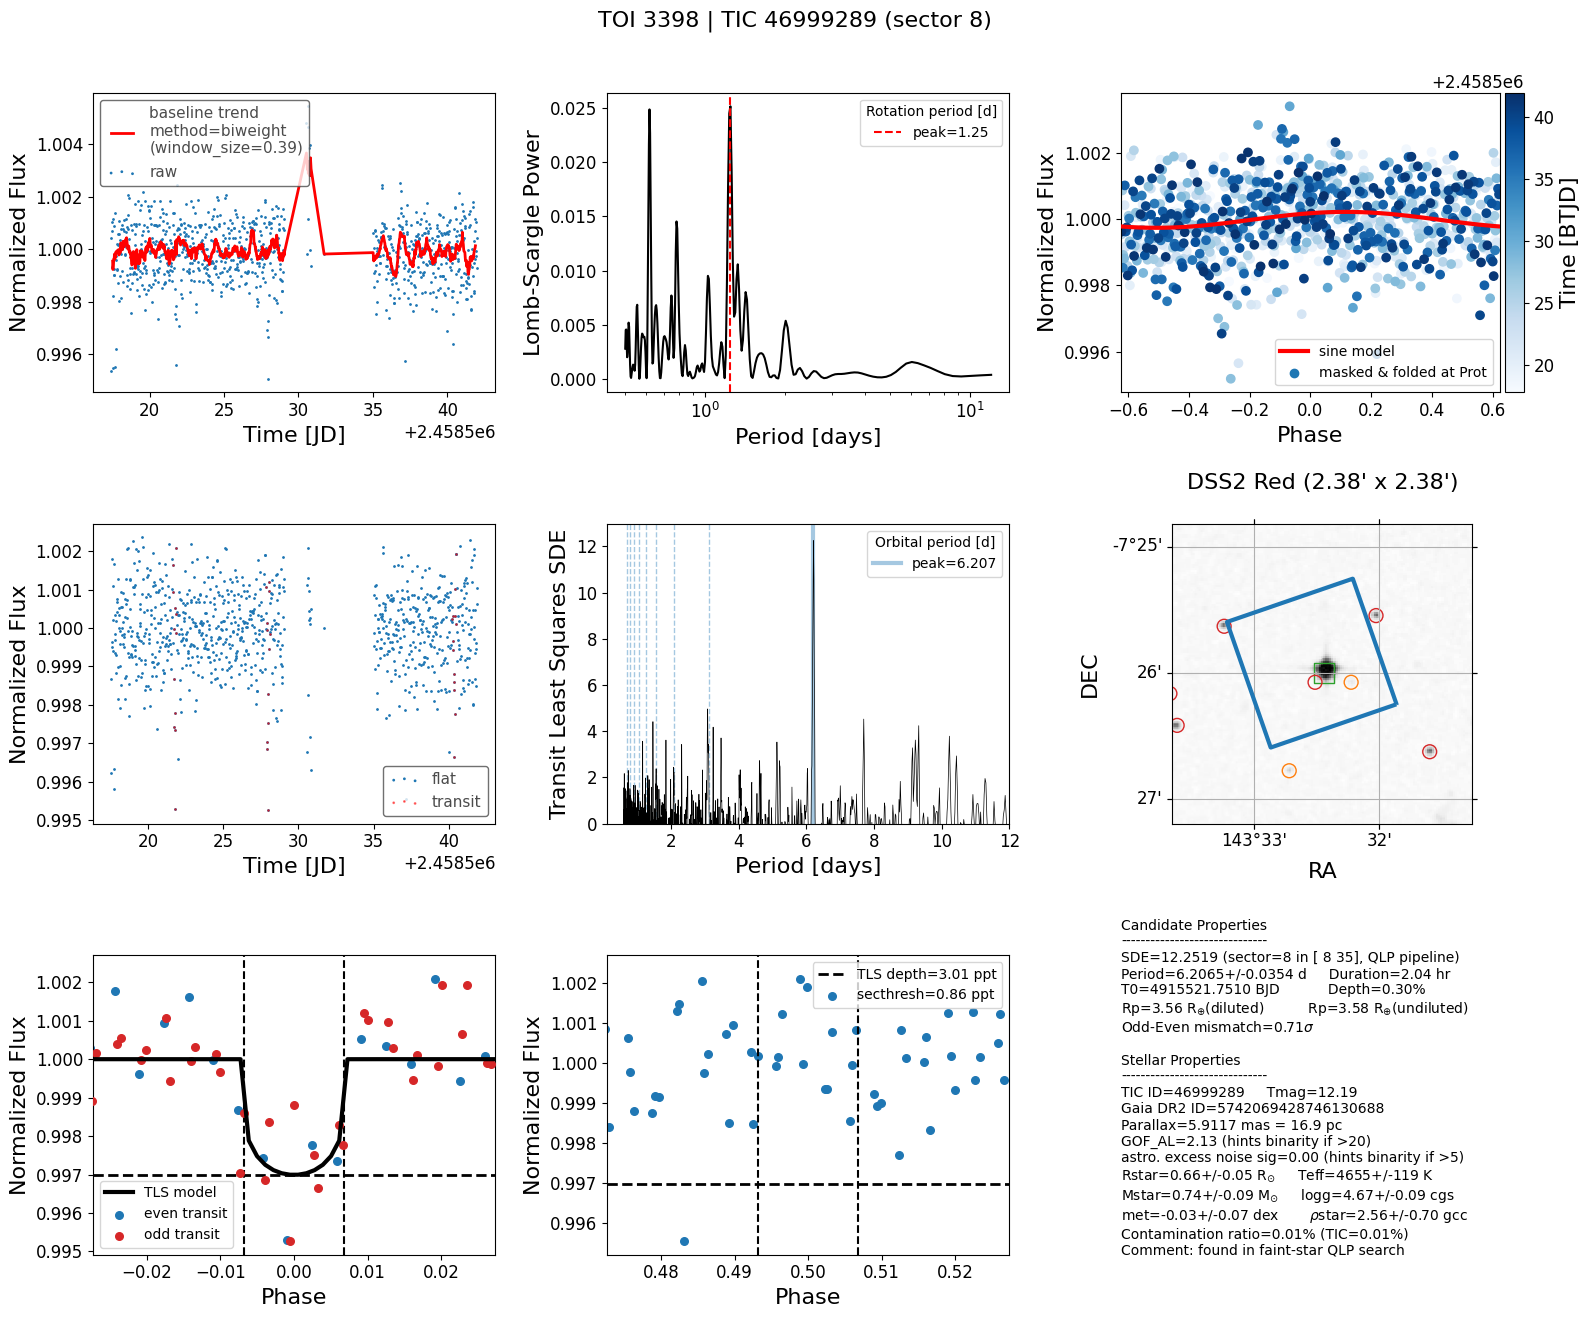 TOI 3398 | TIC 46999289 (sector 8)
Normalized Flux
1.004
1.002
1.000
0.998
0.996
baseline trend
method=biweight
(window_size=0.39)
raw
20
25
30
35
40
Time [JD]
+2.4585e6
Lomb-Scargle Power
0.025
0.020
0.015
0.010
0.005
0.000
Rotation period [d]
peak=1.25
10⁰
10¹
Period [days]
+2.4585e6
Normalized Flux
1.002
1.000
0.998
0.996
sine model
masked & folded at Prot
−0.6
−0.4
−0.2
0.0
0.2
0.4
0.6
Phase
40
35
30
25
20
Time [BTJD]
Normalized Flux
1.002
1.001
1.000
0.999
0.998
0.997
0.996
0.995
flat
transit
20
25
30
35
40
Time [JD]
+2.4585e6
Transit Least Squares SDE
12
10
8
6
4
2
0
Orbital period [d]
peak=6.207
2
4
6
8
10
12
Period [days]
DSS2 Red (2.38' x 2.38')
DEC
-7°25'
26'
27'
143°33'
32'
RA
Normalized Flux
1.002
1.001
1.000
0.999
0.998
0.997
0.996
0.995
TLS model
even transit
odd transit
−0.02
−0.01
0.00
0.01
0.02
Phase
Normalized Flux
1.002
1.001
1.000
0.999
0.998
0.997
0.996
TLS depth=3.01 ppt
secthresh=0.86 ppt
0.48
0.49
0.50
0.51
0.52
Phase
Candidate Properties
------------------------------
SDE=12.2519 (sector=8 in [ 8 35], QLP pipeline)
Period=6.2065+/-0.0354 d Duration=2.04 hr
T0=4915521.7510 BJD Depth=0.30%
Rp=3.56 R⊕(diluted) Rp=3.58 R⊕(undiluted)
Odd-Even mismatch=0.71σ
Stellar Properties
------------------------------
TIC ID=46999289 Tmag=12.19
Gaia DR2 ID=5742069428746130688
Parallax=5.9117 mas = 16.9 pc
GOF_AL=2.13 (hints binarity if >20)
astro. excess noise sig=0.00 (hints binarity if >5)
Rstar=0.66+/-0.05 R☉ Teff=4655+/-119 K
Mstar=0.74+/-0.09 M☉ logg=4.67+/-0.09 cgs
met=-0.03+/-0.07 dex ρstar=2.56+/-0.70 gcc
Contamination ratio=0.01% (TIC=0.01%)
Comment: found in faint-star QLP search